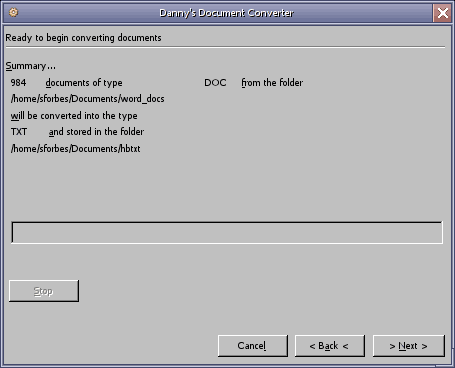 Danny's Document Converter
Ready to begin converting documents
Summary...
984 documents of type DOC from the folder
/home/sforbes/Documents/word_docs
will be converted into the type
TXT and stored in the folder
/home/sforbes/Documents/hbtxt
Stop
Cancel < Back < > Next >